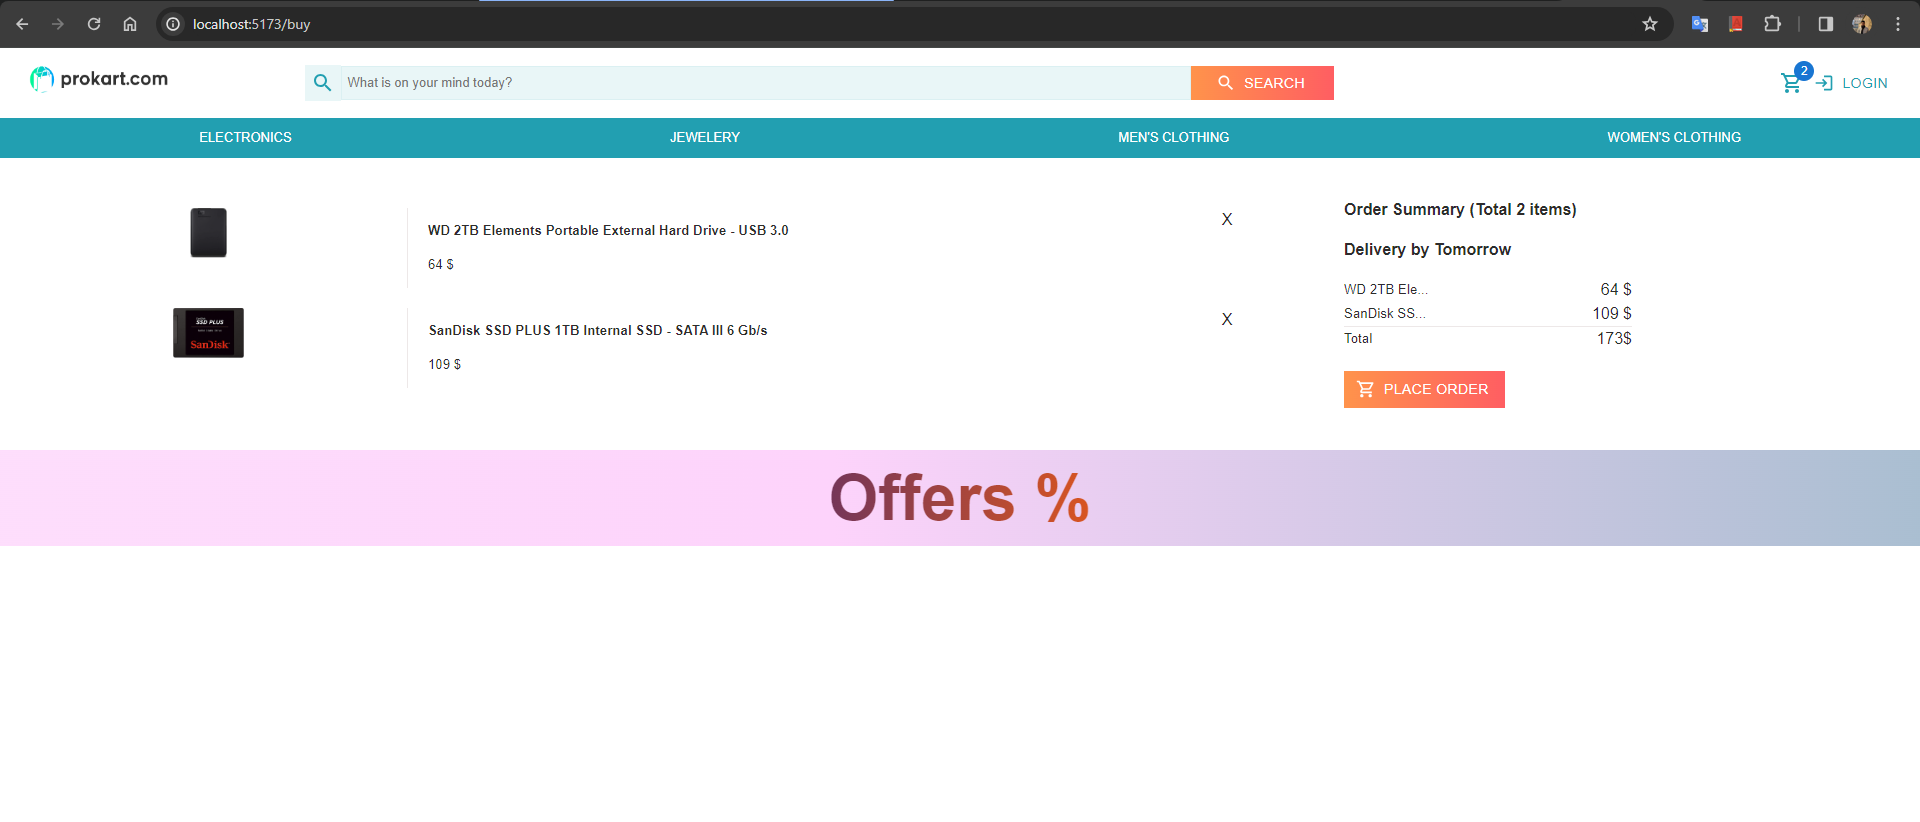 localhost:5173/buy
prokart.com
What is on your mind today?
SEARCH
2
LOGIN
ELECTRONICS
JEWELERY
MEN'S CLOTHING
WOMEN'S CLOTHING
WD 2TB Elements Portable External Hard Drive - USB 3.0
X
64 $
SSD PLUS
SanDisk
SanDisk SSD PLUS 1TB Internal SSD - SATA III 6 Gb/s
X
109 $
Order Summary (Total 2 items)
Delivery by Tomorrow
WD 2TB Ele... 64 $
SanDisk SS... 109 $
Total 173$
PLACE ORDER
Offers %